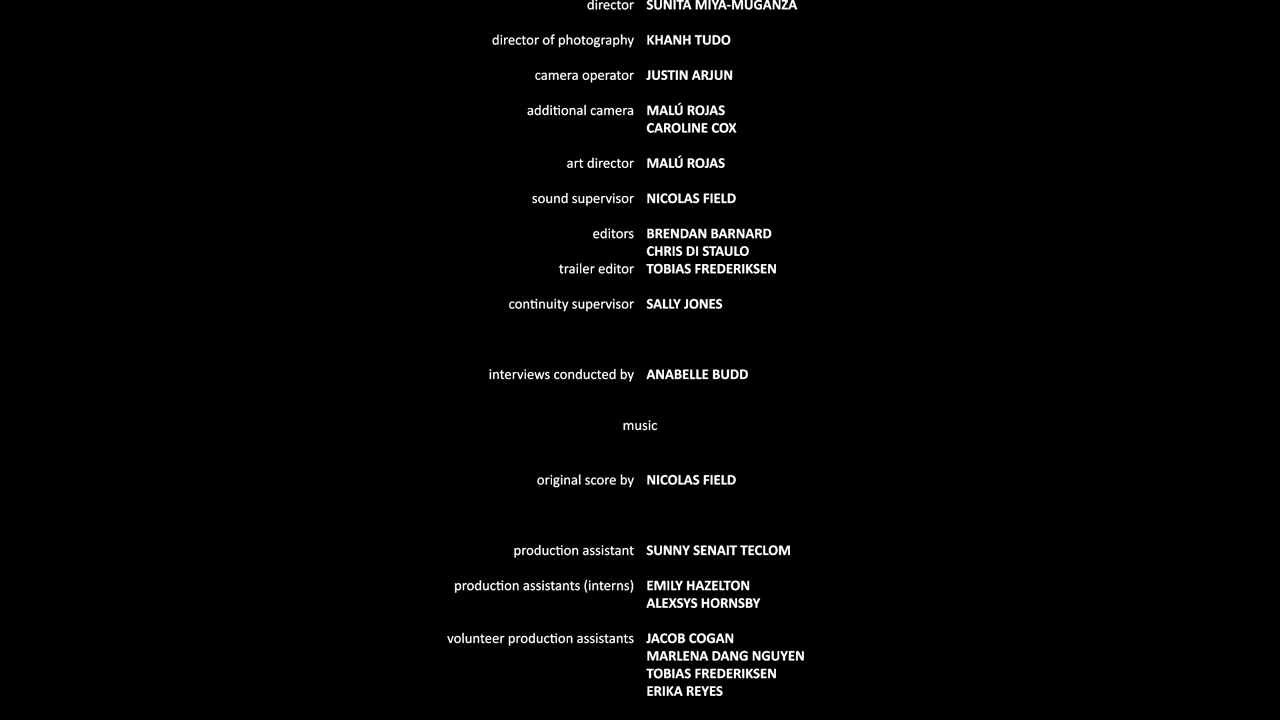 director SUNITA MIYA-MUGANZA
director of photography KHANH TUDO
camera operator JUSTIN ARJUN
additional camera MALÚ ROJAS
CAROLINE COX
art director MALÚ ROJAS
sound supervisor NICOLAS FIELD
editors BRENDAN BARNARD
CHRIS DI STAULO
trailer editor TOBIAS FREDERIKSEN
continuity supervisor SALLY JONES
interviews conducted by ANABELLE BUDD
music
original score by NICOLAS FIELD
production assistant SUNNY SENAIT TECLOM
production assistants (interns) EMILY HAZELTON
ALEXSYS HORNSBY
volunteer production assistants JACOB COGAN
MARLENA DANG NGUYEN
TOBIAS FREDERIKSEN
ERIKA REYES